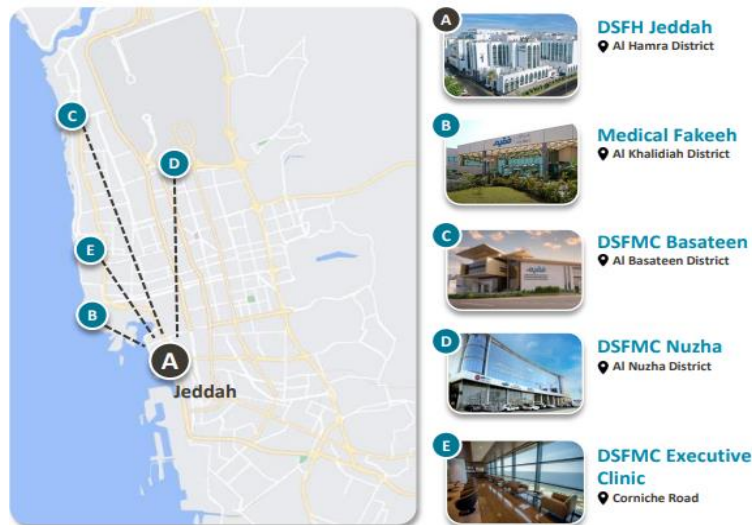 C
D
E
B
A
Jeddah
A
DSFH Jeddah
Al Hamra District
B
Medical Fakeeh
Al Khalidiah District
C
DSFMC Basateen
Al Basateen District
D
DSFMC Nuzha
Al Nuzha District
E
DSFMC Executive
Clinic
Corniche Road